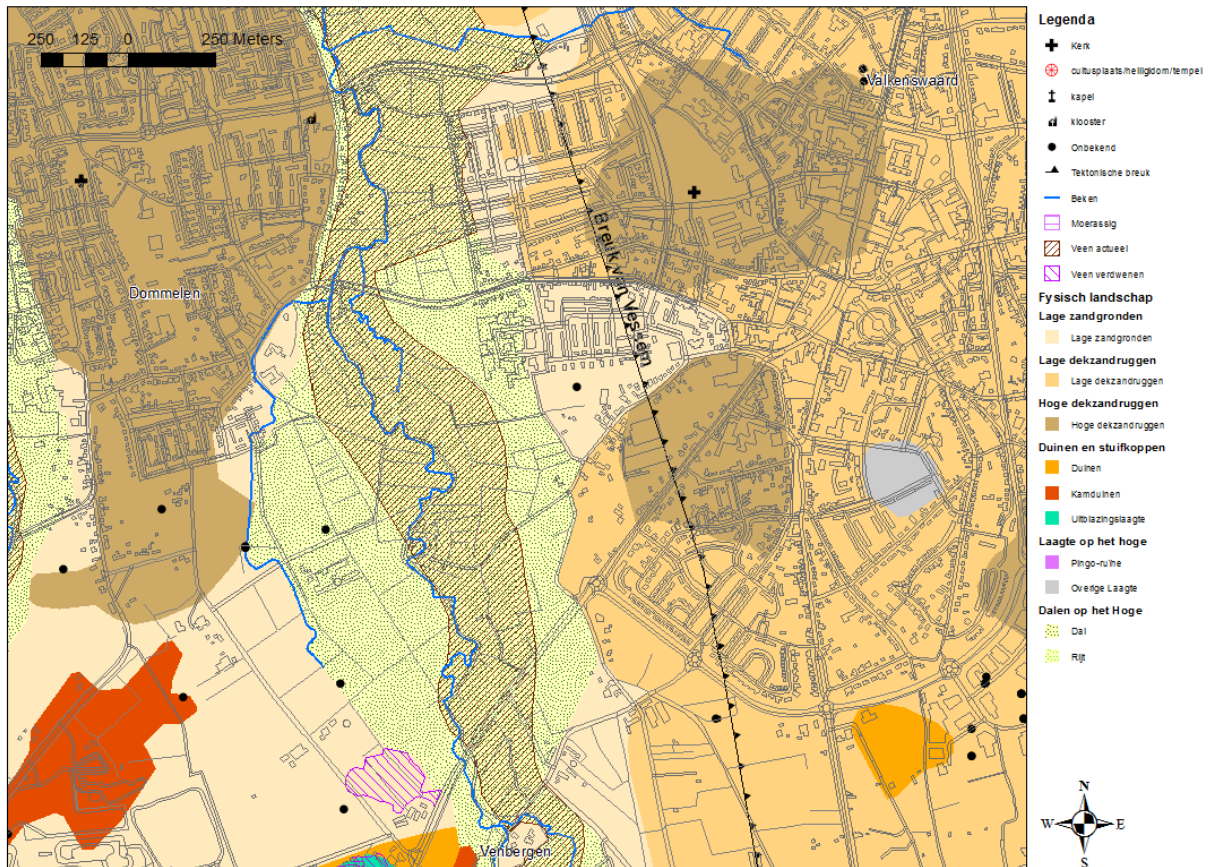 250 125 0 250 Meters
Valkenswaard
Breuk v. Wessem
Dommelen
Venbergen
Legenda
Kerk
cultusplaats/heiligdom/tempel
kapel
klooster
Onbekend
Tektonische breuk
Beken
Moerassig
Veen actueel
Veen verdwenen
Fysisch landschap
Lage zandgronden
Lage zandgronden
Lage dekzandruggen
Lage dekzandruggen
Hoge dekzandruggen
Hoge dekzandruggen
Duinen en stuifkoppen
Duinen
Kamduinen
Uitblazingslaagte
Laagte op het hoge
Pingo-ruïne
Overige Laagte
Dalen op het Hoge
Dal
Rijt
N
W E
S